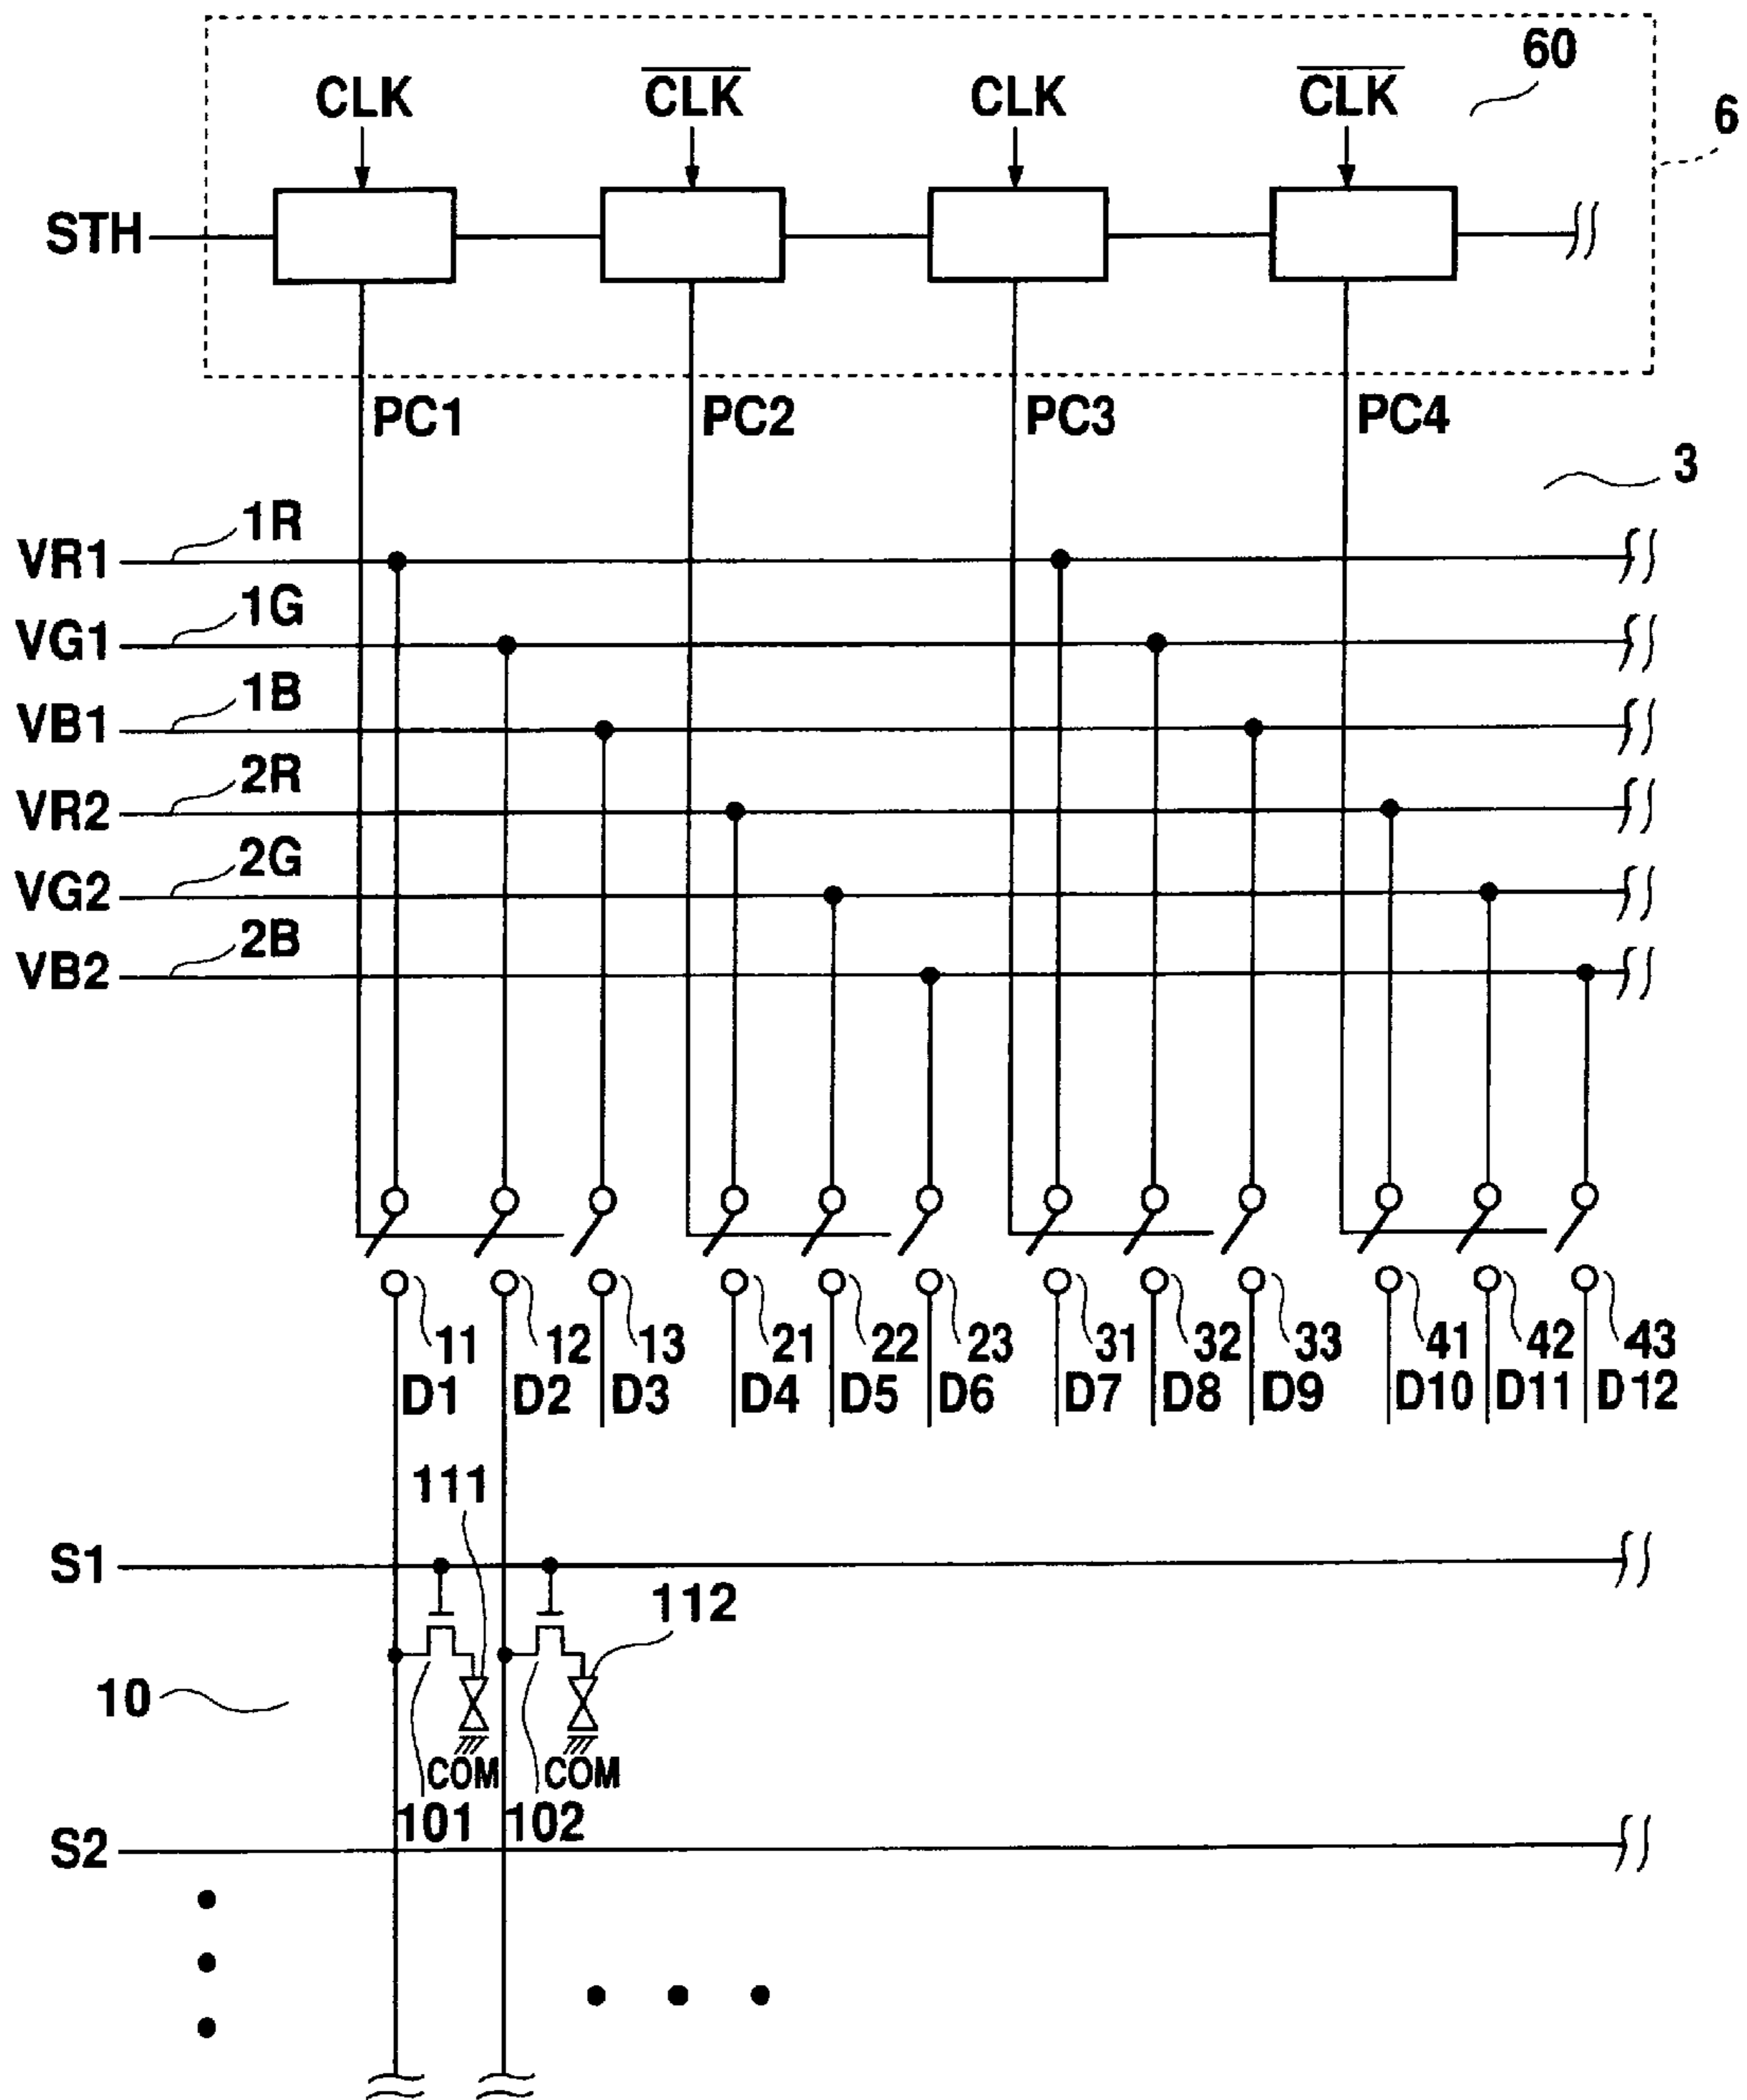 60
CLK C̅L̅K̅ CLK C̅L̅K̅
6
STH
PC1 PC2 PC3 PC4
3
1R
VR1
1G
VG1
1B
VB1
2R
VR2
2G
VG2
2B
VB2
11 12 13 21 22 23 31 32 33 41 42 43
D1 D2 D3 D4 D5 D6 D7 D8 D9 D10 D11 D12
111
S1
112
10
COM COM
101 102
S2